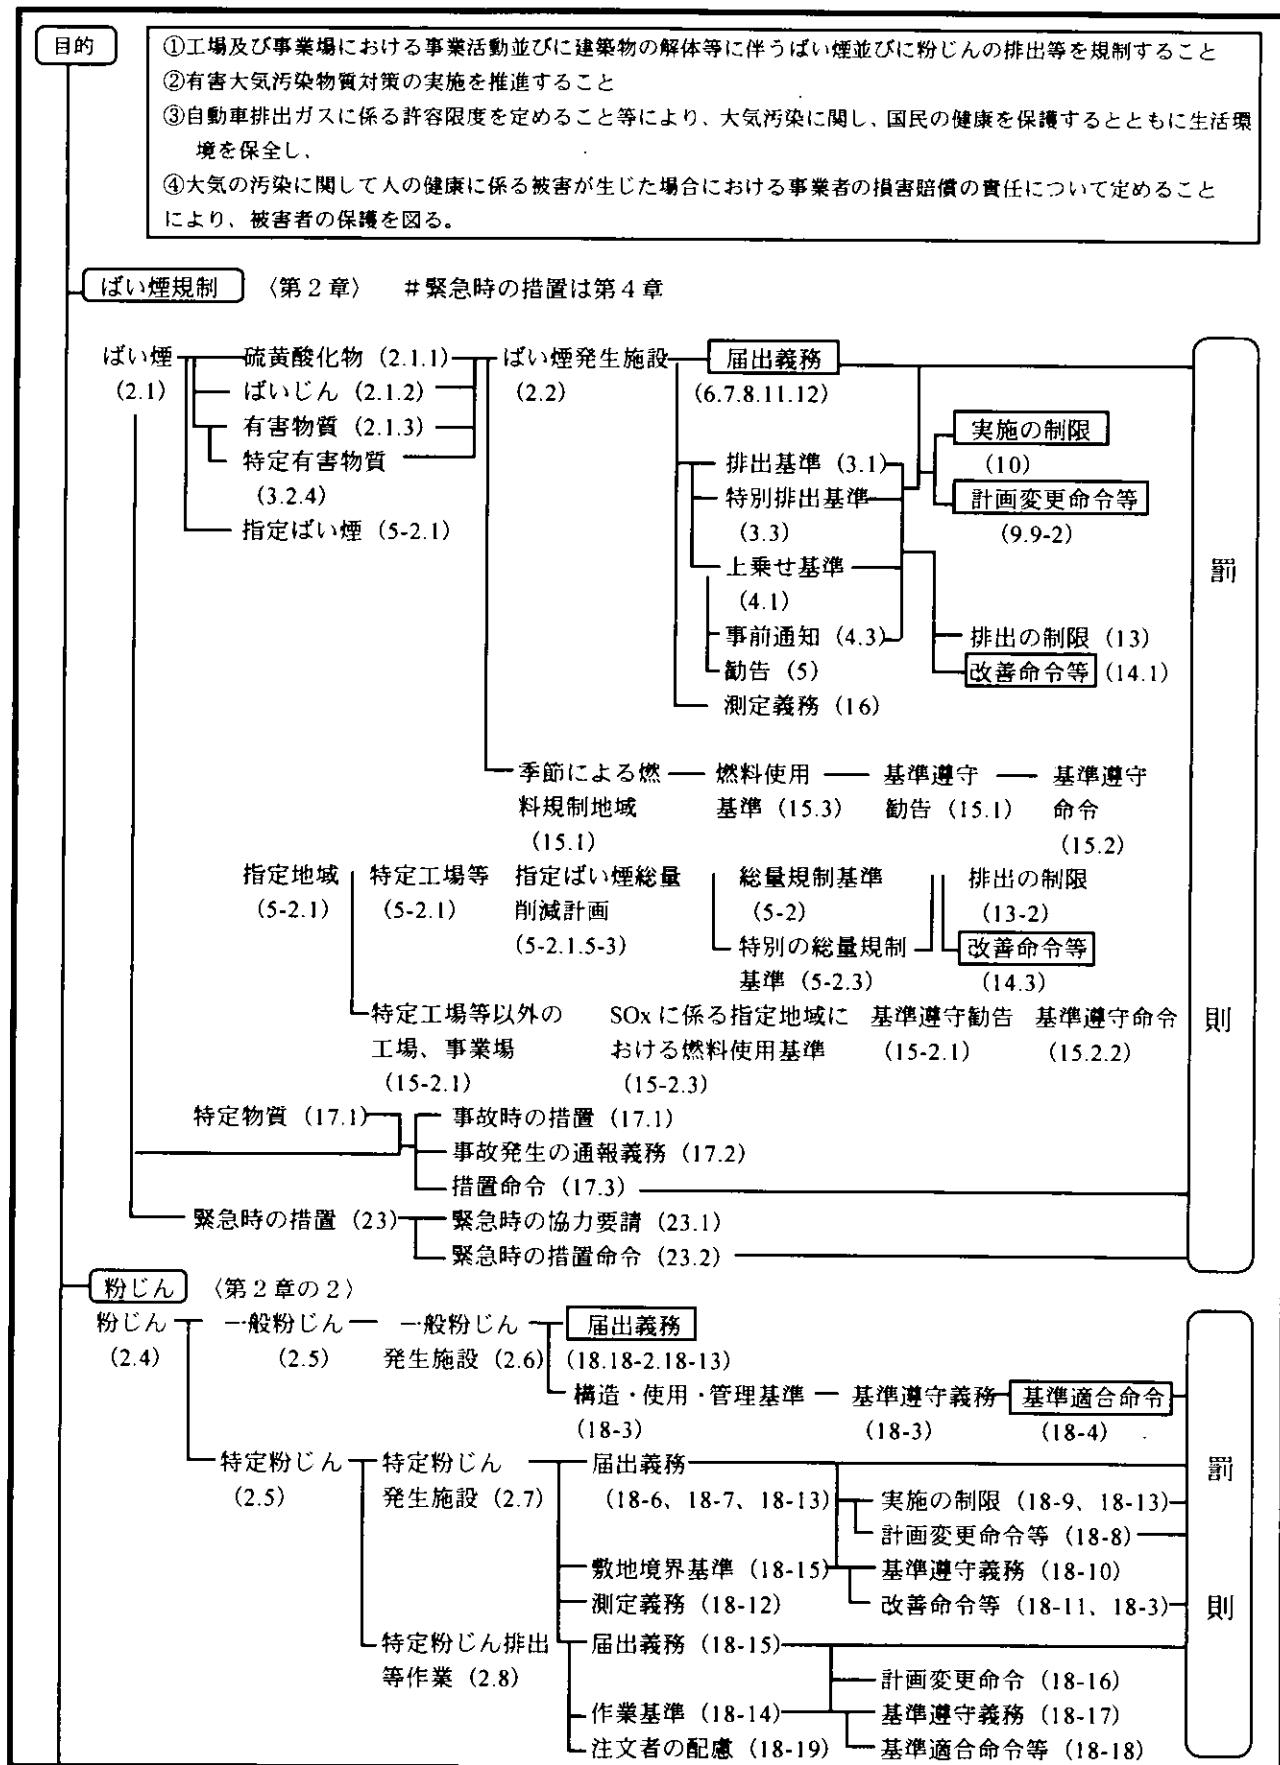 目的
①工場及び事業場における事業活動並びに建築物の解体等に伴うばい煙並びに粉じんの排出等を規制すること
②有害大気汚染物質対策の実施を推進すること
③自動車排出ガスに係る許容限度を定めること等により、大気汚染に関し、国民の健康を保護するとともに生活環
境を保全し、
④大気の汚染に関して人の健康に係る被害が生じた場合における事業者の損害賠償の責任について定めること
により、被害者の保護を図る。
ばい煙規制 〈第2章〉 #緊急時の措置は第4章
ばい煙 硫黄酸化物 (2.1.1) ばい煙発生施設 届出義務
(2.1) ばいじん (2.1.2) (2.2) (6.7.8.11.12)
有害物質 (2.1.3) 実施の制限
特定有害物質 排出基準 (3.1) (10)
(3.2.4) 特別排出基準 計画変更命令等
指定ばい煙 (5-2.1) (3.3) (9.9-2)
上乗せ基準 罰
(4.1)
事前通知 (4.3) 排出の制限 (13)
勧告 (5) 改善命令等 (14.1)
測定義務 (16)
季節による燃 燃料使用 基準遵守 基準遵守
料規制地域 基準 (15.3) 勧告 (15.1) 命令
(15.1) (15.2)
指定地域 特定工場等 指定ばい煙総量 総量規制基準 排出の制限
(5-2.1) (5-2.1) 削減計画 (5-2) (13-2)
(5-2.1.5-3) 特別の総量規制 改善命令等
基準 (5-2.3) (14.3)
特定工場等以外の SOx に係る指定地域に 基準遵守勧告 基準遵守命令 則
工場、事業場 おける燃料使用基準 (15-2.1) (15.2.2)
(15-2.1) (15-2.3)
特定物質 (17.1) 事故時の措置 (17.1)
事故発生の通報義務 (17.2)
措置命令 (17.3)
緊急時の措置 (23) 緊急時の協力要請 (23.1)
緊急時の措置命令 (23.2)
粉じん 〈第2章の2〉
粉じん 一般粉じん 一般粉じん 届出義務
(2.4) (2.5) 発生施設 (2.6) (18.18-2.18-13)
構造・使用・管理基準 基準遵守義務 基準適合命令
(18-3) (18-3) (18-4)
特定粉じん 特定粉じん 届出義務 罰
(2.5) 発生施設 (2.7) (18-6、18-7、18-13) 実施の制限 (18-9、18-13)
計画変更命令等 (18-8)
敷地境界基準 (18-15) 基準遵守義務 (18-10)
測定義務 (18-12) 改善命令等 (18-11、18-3) 則
特定粉じん排出 届出義務 (18-15)
等作業 (2.8) 計画変更命令 (18-16)
作業基準 (18-14) 基準遵守義務 (18-17)
注文者の配慮 (18-19) 基準適合命令等 (18-18)